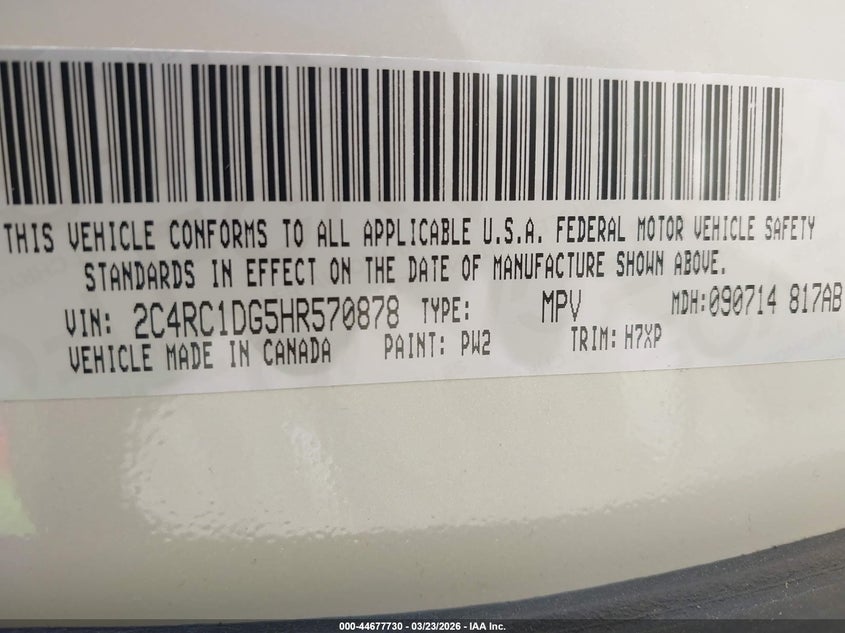 THIS VEHICLE CONFORMS TO ALL APPLICABLE U.S.A. FEDERAL MOTOR VEHICLE SAFETY
STANDARDS IN EFFECT ON THE DATE OF MANUFACTURE SHOWN ABOVE.
VIN: 2C4RC1DG5HR570878 TYPE: MPV MDH:090714 817AB
VEHICLE MADE IN CANADA PAINT: PW2 TRIM: H7XP
000-44677730 - 03/23/2026 - IAA Inc.